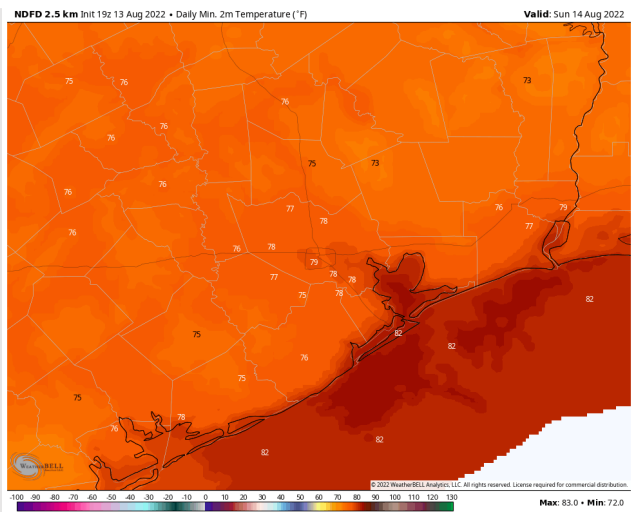 NDFD 2.5 km Init 19z 13 Aug 2022 • Daily Min. 2m Temperature (°F)
Valid: Sun 14 Aug 2022
75 76 73
76
76
76
75 73
76
76
77 76 79
78 77
76
76 78
79
77 78 78
75 78
82
75 82
82
76
75
75
78
76
82
82
WEATHERBELL
© 2022 WeatherBELL Analytics, LLC. All rights reserved. License required for commercial distribution.
-100 -90 -80 -70 -60 -50 -40 -30 -20 -10 0 10 20 30 40 50 60 70 80 90 100 110 120 130
Max: 83.0 • Min: 72.0